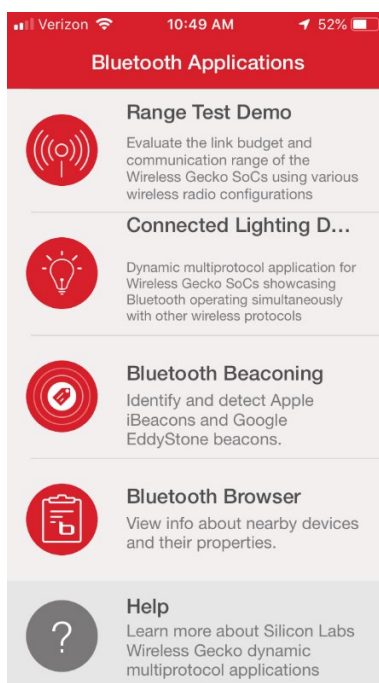 Verizon 10:49 AM 52%
Bluetooth Applications
Range Test Demo
Evaluate the link budget and
communication range of the
Wireless Gecko SoCs using various
wireless radio configurations
Connected Lighting D...
Dynamic multiprotocol application for
Wireless Gecko SoCs showcasing
Bluetooth operating simultaneously
with other wireless protocols
Bluetooth Beaconing
Identify and detect Apple
iBeacons and Google
EddyStone beacons.
Bluetooth Browser
View info about nearby devices
and their properties.
?
Help
Learn more about Silicon Labs
Wireless Gecko dynamic
multiprotocol applications